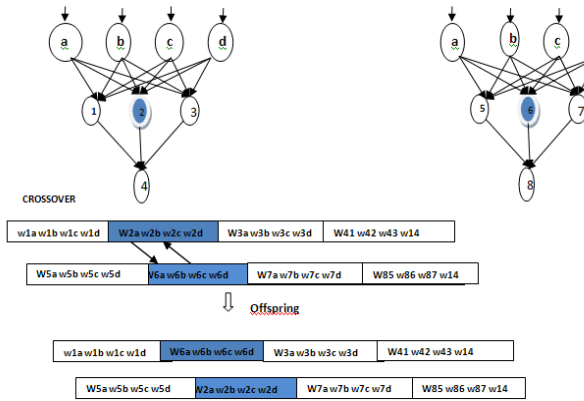 a b c d
1 2 3
4
a b c
5 6 7
8
CROSSOVER
w1a w1b w1c w1d W2a w2b w2c w2d W3a w3b w3c w3d W41 w42 w43 w14
W5a w5b w5c w5d W6a w6b w6c w6d W7a w7b w7c w7d W85 w86 w87 w14
Offspring
w1a w1b w1c w1d W6a w6b w6c w6d W3a w3b w3c w3d W41 w42 w43 w14
W5a w5b w5c w5d W2a w2b w2c w2d W7a w7b w7c w7d W85 w86 w87 w14